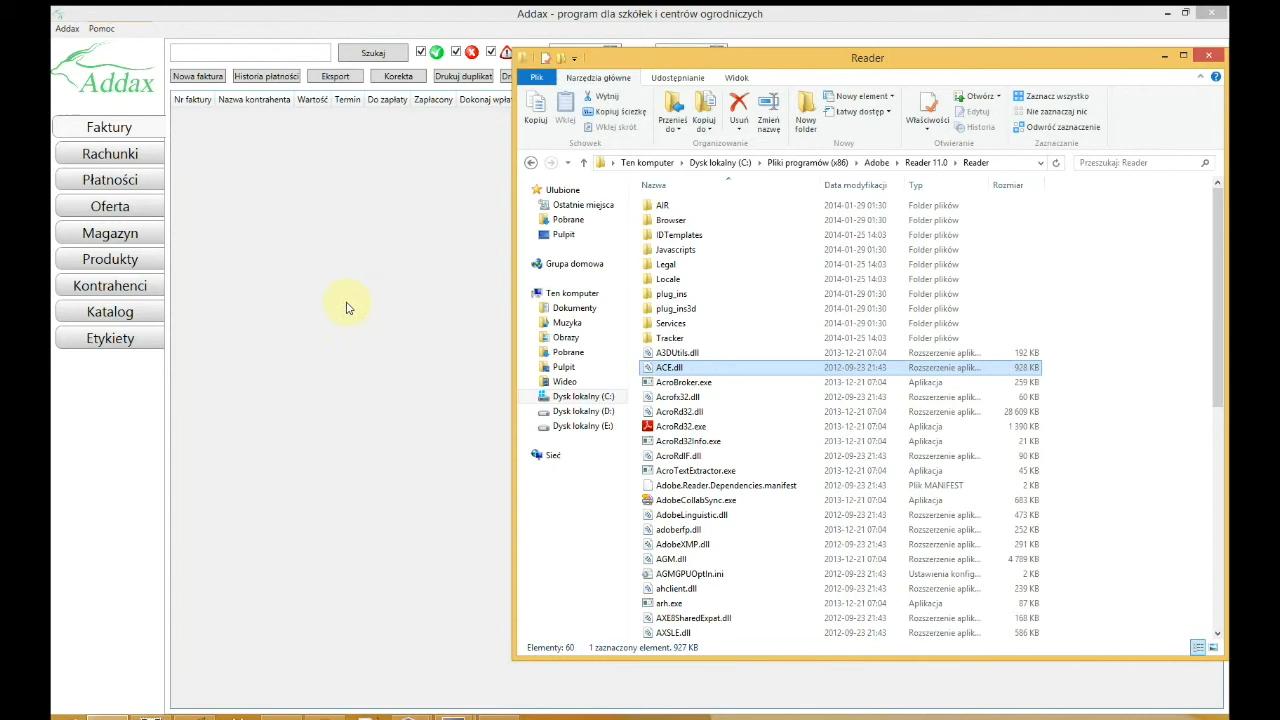 Addax - program dla szkółek i centrów ogrodniczych
Addax Pomoc
Addax
Szukaj
Nowa faktura Historia płatności Eksport Korekta Drukuj duplikat
Nr faktury Nazwa kontrahenta Wartość Termin Do zapłaty Zapłacony
Faktury
Rachunki
Płatności
Oferta
Magazyn
Produkty
Kontrahenci
Katalog
Etykiety
Reader
Plik Narzędzia główne Udostępnianie Widok
Kopiuj
Wklej
Wytnij
Kopiuj ścieżkę
Wklej skrót
Schowek
Przenieś do
Kopiuj do
Usuń
Zmień nazwę
Organizowanie
Nowy folder
Nowy element
Łatwy dostęp
Nowy
Właściwości
Otwórz
Edytuj
Historia
Otwieranie
Zaznacz wszystko
Nie zaznaczaj nic
Odwróć zaznaczenie
Zaznaczanie
Ten komputer Dysk lokalny (C:) Pliki programów (x86) Adobe Reader 11.0 Reader
Przeszukaj: Reader
Ulubione
Ostatnie miejsca
Pobrane
Pulpit
Grupa domowa
Ten komputer
Dokumenty
Muzyka
Obrazy
Pobrane
Pulpit
Wideo
Dysk lokalny (C:)
Dysk lokalny (D:)
Dysk lokalny (E:)
Sieć
Nazwa Data modyfikacji Typ Rozmiar
AIR 2014-01-29 01:30 Folder plików
Browser 2014-01-29 01:30 Folder plików
IDTemplates 2014-01-25 14:03 Folder plików
Javascripts 2014-01-25 14:03 Folder plików
Legal 2014-01-25 14:03 Folder plików
Locale 2014-01-25 14:03 Folder plików
plug_ins 2014-01-29 01:30 Folder plików
plug_ins3d 2014-01-29 01:30 Folder plików
Services 2014-01-29 01:30 Folder plików
Tracker 2014-01-29 01:30 Folder plików
A3DUtils.dll 2013-12-21 07:04 Rozszerzenie aplik... 192 KB
ACE.dll 2012-09-23 21:43 Rozszerzenie aplik... 928 KB
AcroBroker.exe 2013-12-21 07:04 Aplikacja 259 KB
Acrofx32.dll 2012-09-23 21:43 Rozszerzenie aplik... 60 KB
AcroRd32.dll 2013-12-21 07:04 Rozszerzenie aplik... 28 609 KB
AcroRd32.exe 2013-12-21 07:04 Aplikacja 1 390 KB
AcroRd32Info.exe 2013-12-21 07:04 Aplikacja 21 KB
AcroRdIF.dll 2013-12-21 07:04 Rozszerzenie aplik... 90 KB
AcroTextExtractor.exe 2013-12-21 07:04 Aplikacja 45 KB
Adobe.Reader.Dependencies.manifest 2012-09-23 21:43 Plik MANIFEST 2 KB
AdobeCollabSync.exe 2013-12-21 07:04 Aplikacja 683 KB
AdobeLinguistic.dll 2012-09-23 21:43 Rozszerzenie aplik... 473 KB
adoberfp.dll 2013-12-21 07:04 Rozszerzenie aplik... 252 KB
AdobeXMP.dll 2012-09-23 21:43 Rozszerzenie aplik... 291 KB
AGM.dll 2013-12-21 07:04 Rozszerzenie aplik... 4 789 KB
AGMGPUOptIn.ini 2012-09-23 21:43 Ustawienia konfig... 2 KB
ahclient.dll 2012-09-23 21:43 Rozszerzenie aplik... 239 KB
arh.exe 2013-12-21 07:04 Aplikacja 87 KB
AXE8SharedExpat.dll 2012-09-23 21:43 Rozszerzenie aplik... 168 KB
AXSLE.dll 2012-09-23 21:43 Rozszerzenie aplik... 586 KB
Elementy: 60 1 zaznaczony element. 927 KB